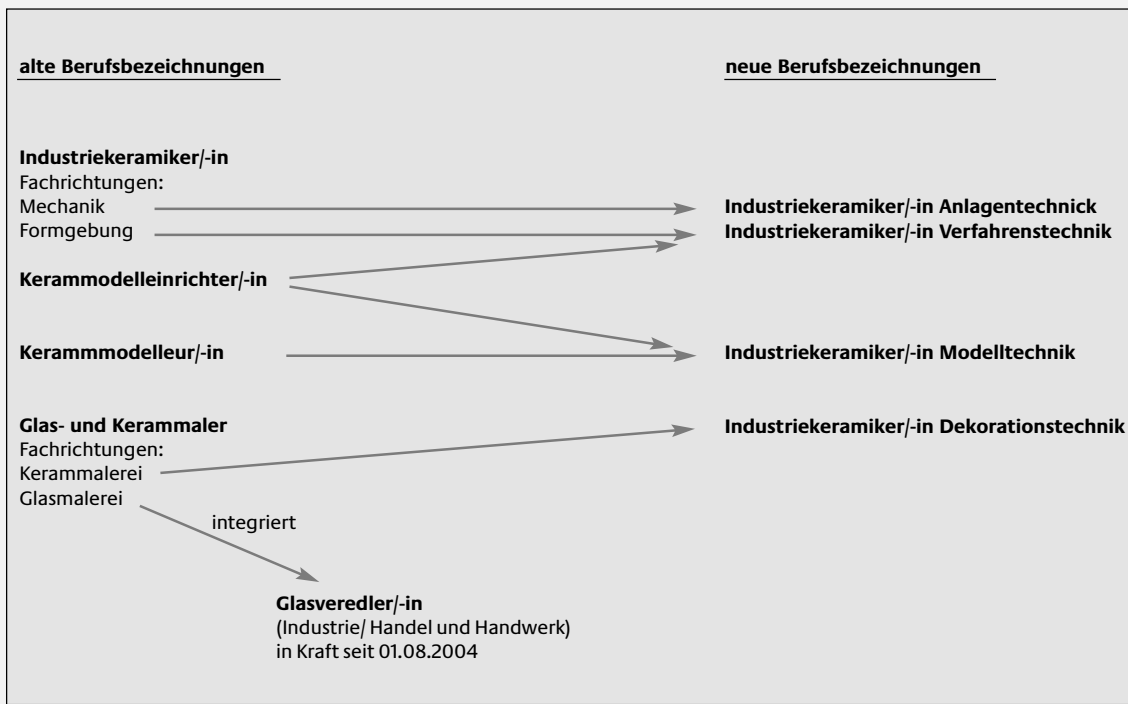 alte Berufsbezeichnungen
neue Berufsbezeichnungen
Industriekeramiker/-in
Fachrichtungen:
Mechanik
Industriekeramiker/-in Anlagentechnick
Formgebung
Industriekeramiker/-in Verfahrenstechnik
Kerammodelleinrichter/-in
Kerammmodelleur/-in
Industriekeramiker/-in Modelltechnik
Glas- und Kerammaler
Industriekeramiker/-in Dekorationstechnik
Fachrichtungen:
Kerammalerei
Glasmalerei
integriert
Glasveredler/-in
(Industrie/ Handel und Handwerk)
in Kraft seit 01.08.2004